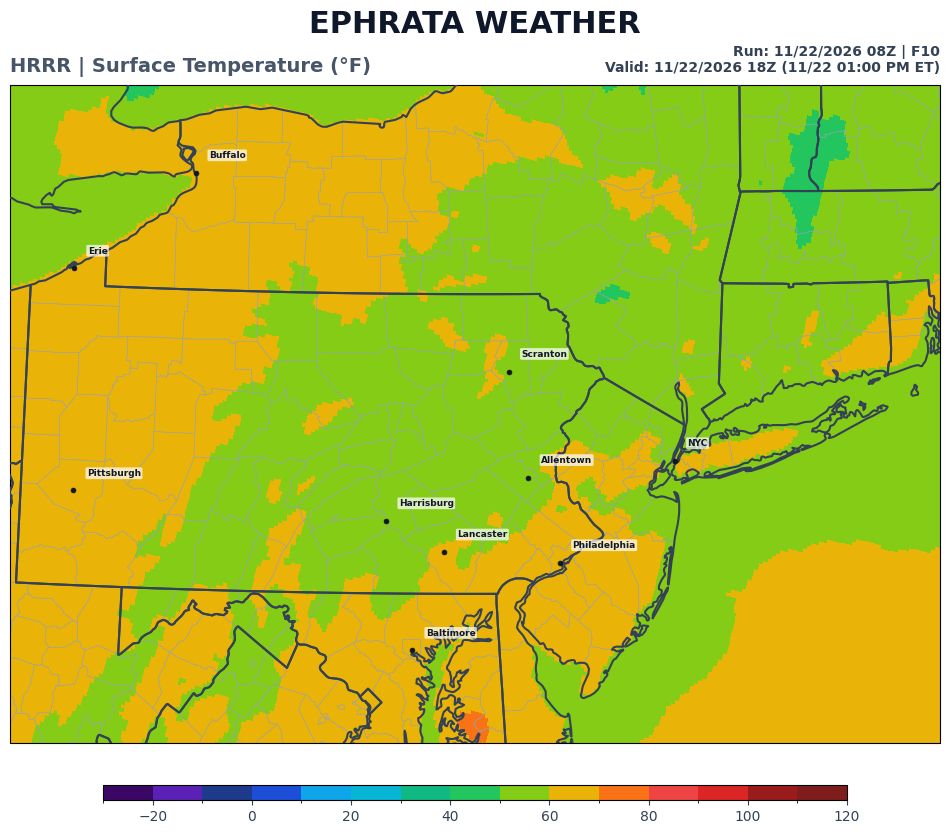 EPHRATA WEATHER
HRRR | Surface Temperature (°F)
Run: 11/22/2026 08Z | F10
Valid: 11/22/2026 18Z (11/22 01:00 PM ET)
Buffalo
Erie
Scranton
NYC
Allentown
Pittsburgh
Harrisburg
Lancaster
Philadelphia
Baltimore
−20 0 20 40 60 80 100 120